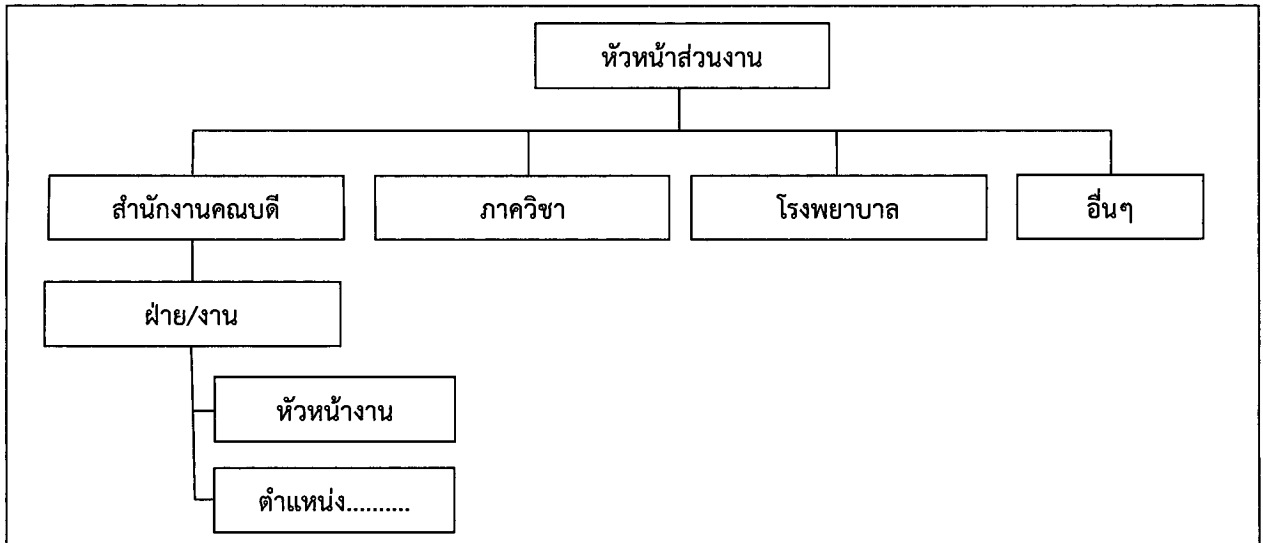 หัวหน้าส่วนงาน
สำนักงานคณบดี
ภาควิชา
โรงพยาบาล
อื่นๆ
ฝ่าย/งาน
หัวหน้างาน
ตำแหน่ง..........